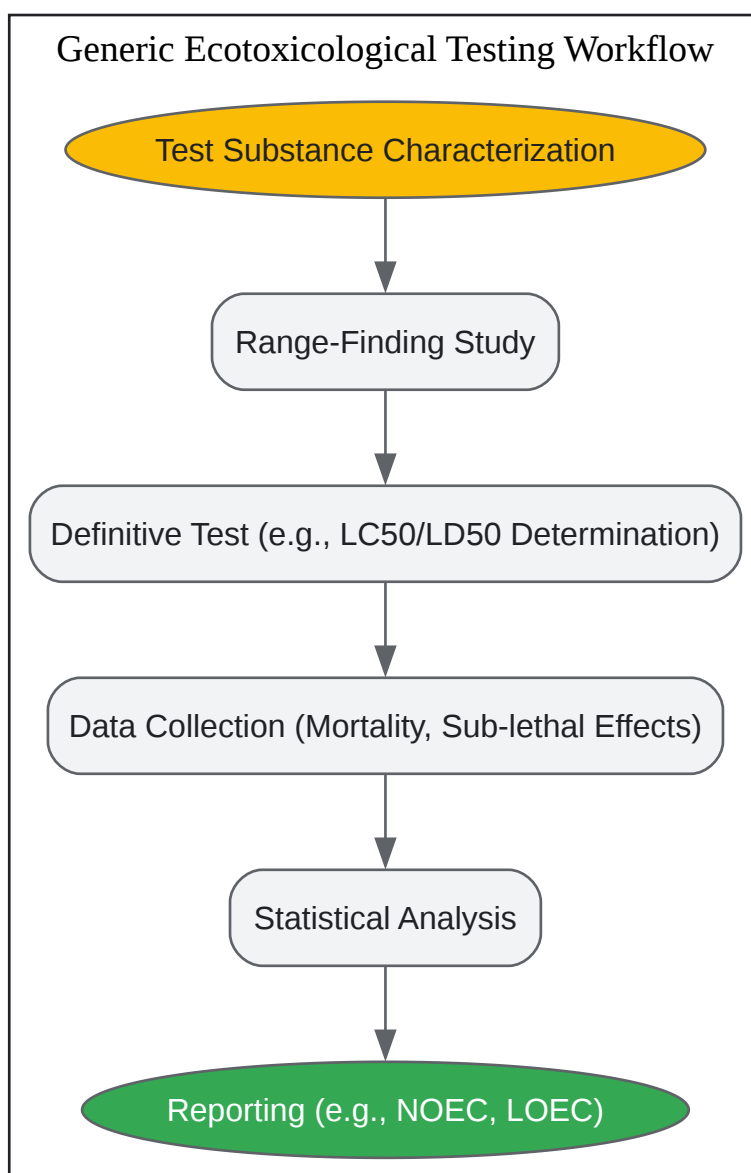 Generic Ecotoxicological Testing Workflow
Test Substance Characterization
Range-Finding Study
Definitive Test (e.g., LC50/LD50 Determination)
Data Collection (Mortality, Sub-lethal Effects)
Statistical Analysis
Reporting (e.g., NOEC, LOEC)